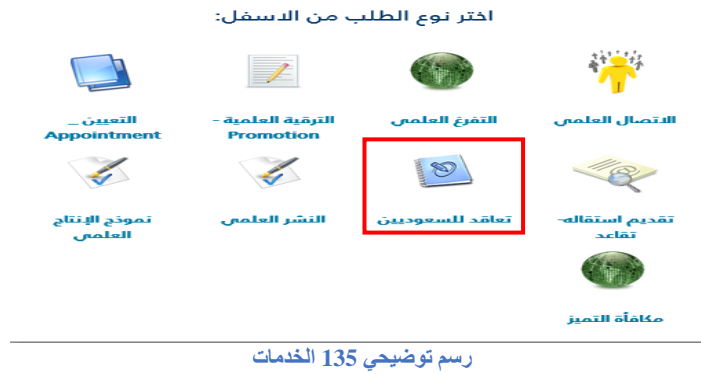 اختر نوع الطلب من الاسفل:
الاتصال العلمي
التفرغ العلمي
الترقية العلمية -
Promotion
التعيين _
Appointment
تقديم استقاله-
تقاعد
تعاقد للسعوديين
النشر العلمي
نموذج الإنتاج
العلمي
مكافأة التميز
رسم توضيحي 135 الخدمات